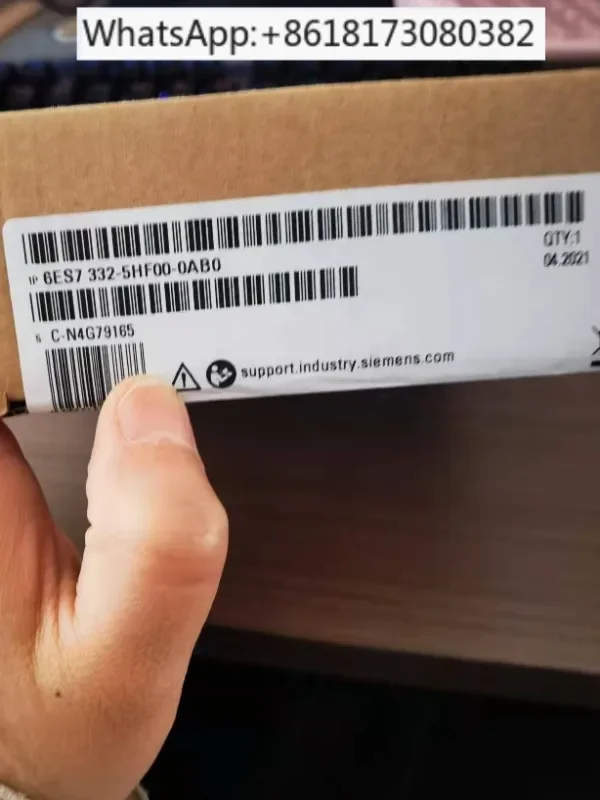 WhatsApp:+8618173080382
1P 6ES7 332-5HF00-0AB0
QTY:1
04.2021
S C-N4G79165
support.industry.siemens.com